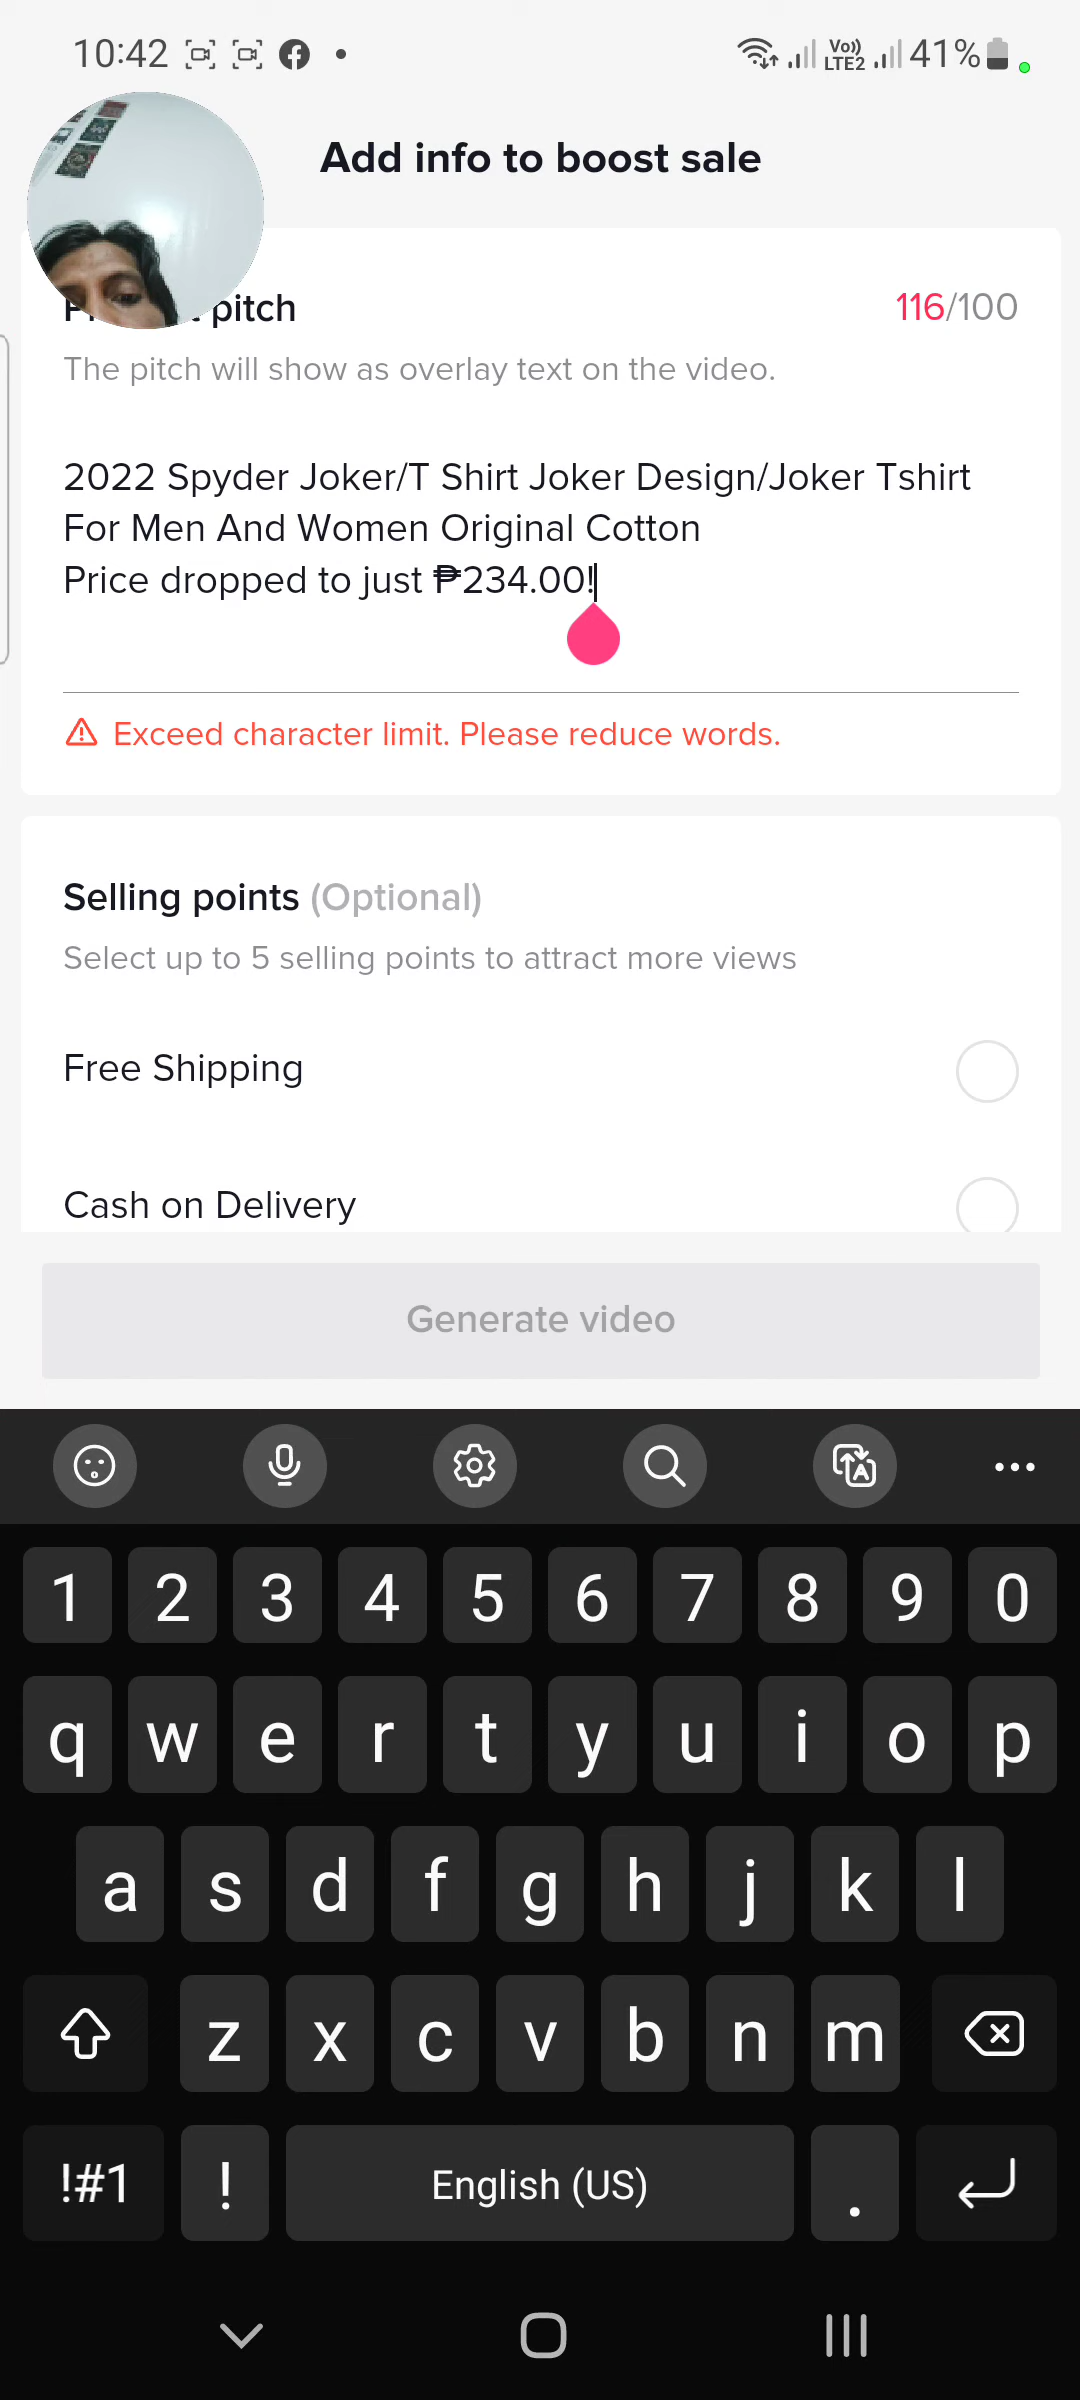 10:42
Vo))
LTE2
41%
Add info to boost sale
pitch
116/100
The pitch will show as overlay text on the video.
2022 Spyder Joker/T Shirt Joker Design/Joker Tshirt
For Men And Women Original Cotton
Price dropped to just ₱234.00!
Exceed character limit. Please reduce words.
Selling points (Optional)
Select up to 5 selling points to attract more views
Free Shipping
Cash on Delivery
Generate video
1 2 3 4 5 6 7 8 9 0
q w e r t y u i o p
a s d f g h j k l
z x c v b n m
!#1 ! English (US) .